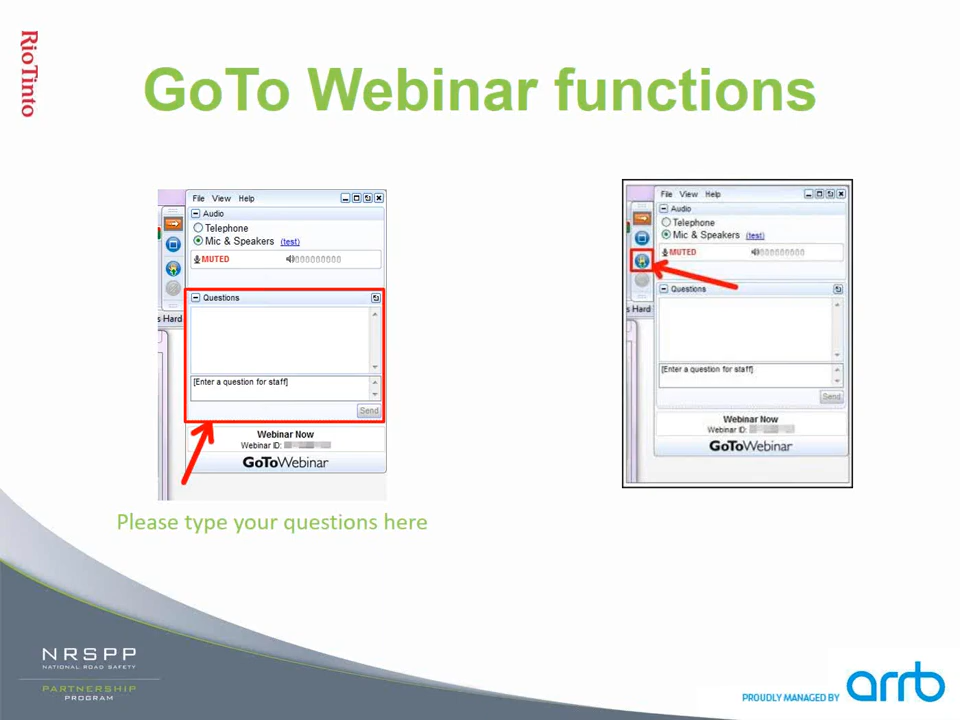 RioTinto
GoTo Webinar functions
File View Help
Audio
Telephone
Mic & Speakers (test)
MUTED
Questions
s Hard
[Enter a question for staff]
Send
Webinar Now
Webinar ID:
GoToWebinar
Please type your questions here
File View Help
Audio
Telephone
Mic & Speakers (test)
MUTED
Questions
s Hard
[Enter a question for staff]
Send
Webinar Now
Webinar ID:
GoToWebinar
NRSPP
NATIONAL ROAD SAFETY
PARTNERSHIP
PROGRAM
PROUDLY MANAGED BY arrb